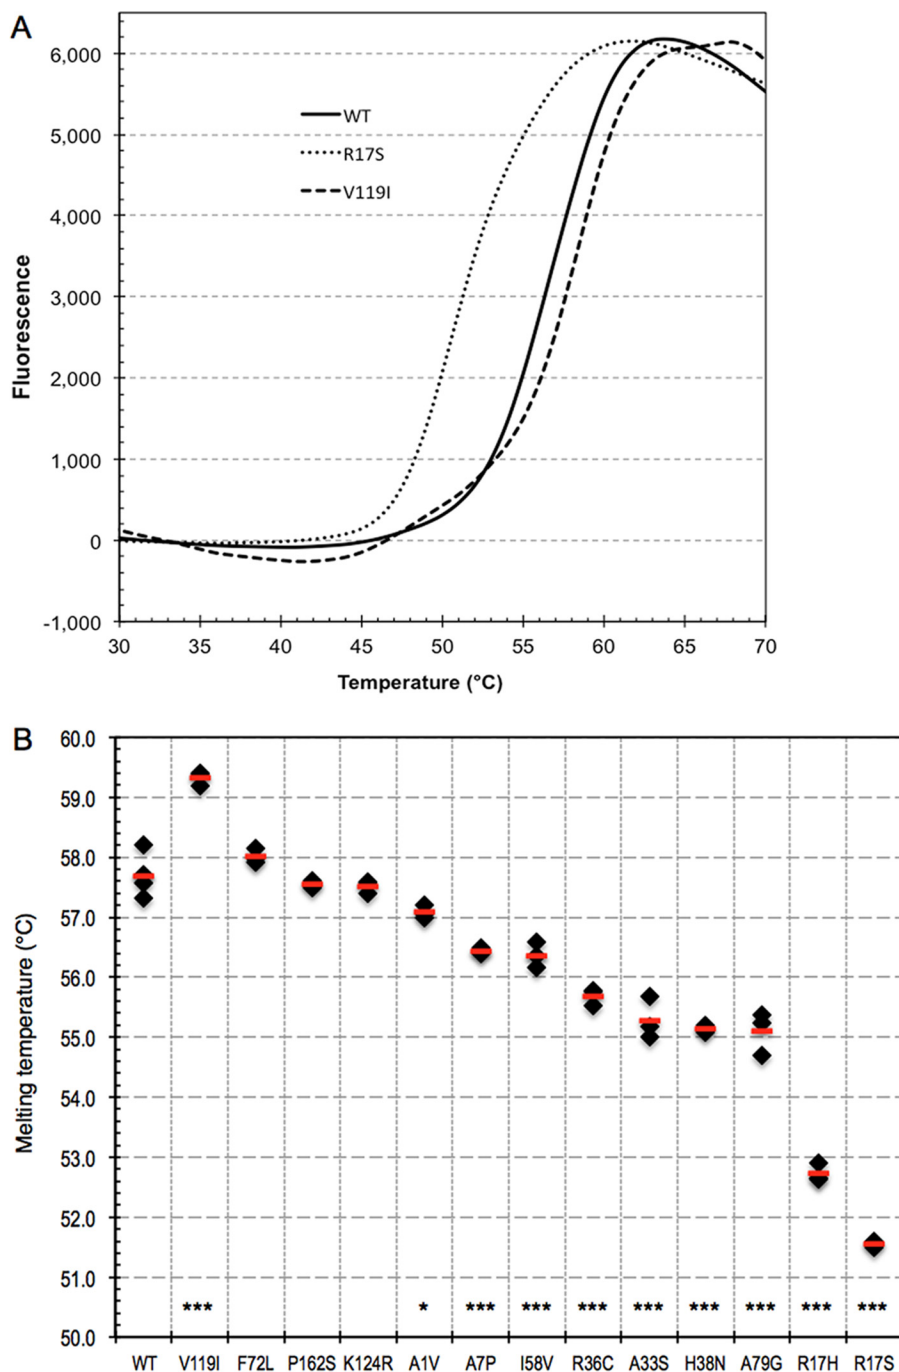 A
6,000
5,000
4,000
3,000
2,000
1,000
0
-1,000
Fluorescence
WT
R17S
V119I
30 35 40 45 50 55 60 65 70
Temperature (°C)
B
60.0
59.0
58.0
57.0
56.0
55.0
54.0
53.0
52.0
51.0
50.0
Melting temperature (°C)
*** * *** *** *** *** *** *** *** ***
WT V119I F72L P162S K124R A1V A7P I58V R36C A33S H38N A79G R17H R17S